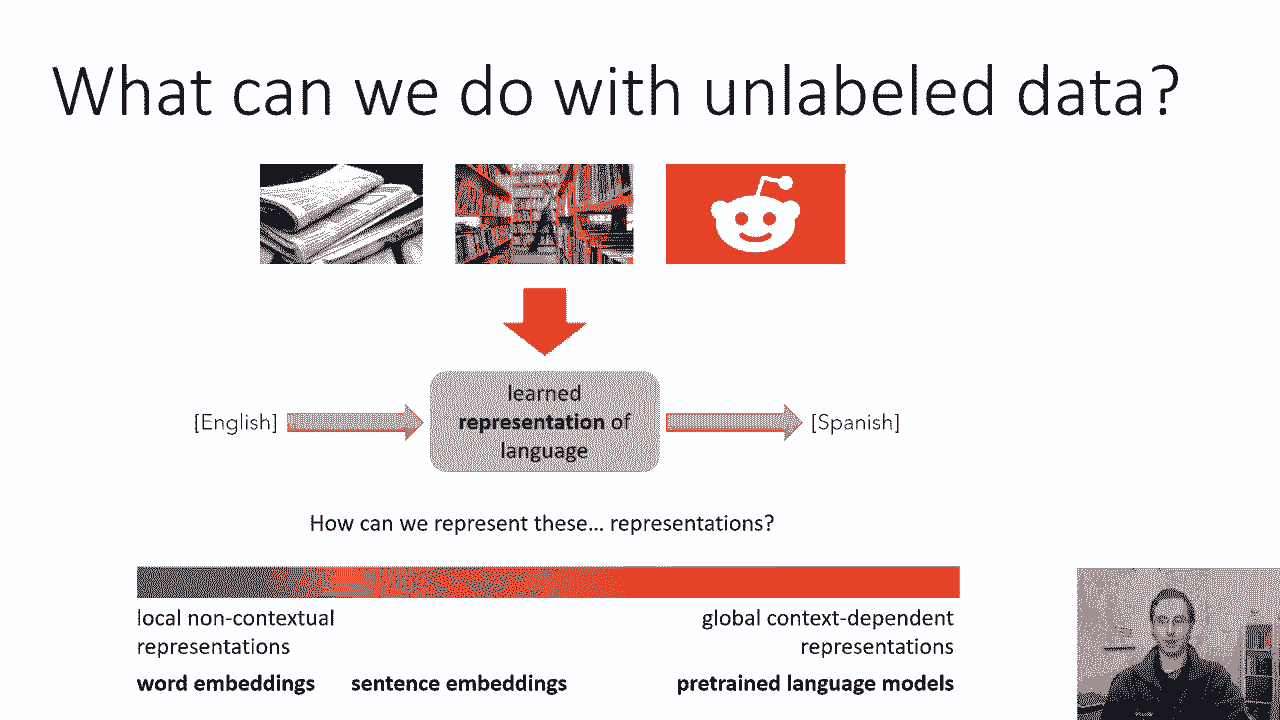 What can we do with unlabeled data?
learned
[English] representation of [Spanish]
language
How can we represent these... representations?
local non-contextual global context-dependent
representations representations
word embeddings sentence embeddings pretrained language models